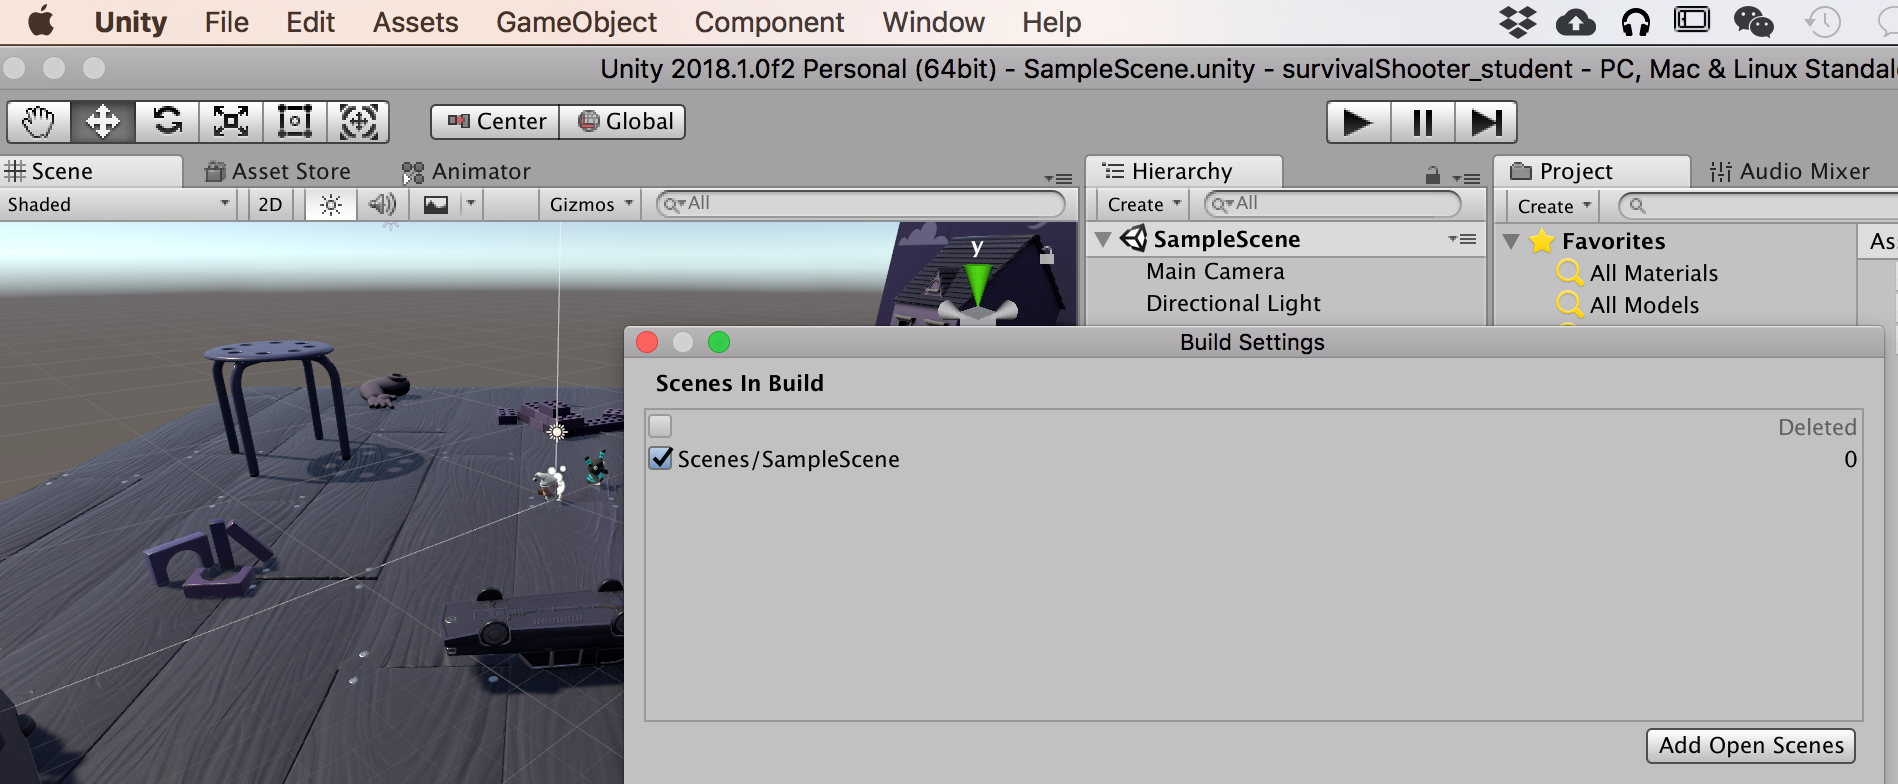 Unity File Edit Assets GameObject Component Window Help
Unity 2018.1.0f2 Personal (64bit) - SampleScene.unity - survivalShooter_student - PC, Mac & Linux
Center Global
Scene Asset Store Animator Hierarchy Project Audio Mixer
Shaded 2D Gizmos All Create All Create
SampleScene Favorites
y
Main Camera All Materials
Directional Light All Models
Build Settings
Scenes In Build
Deleted
Scenes/SampleScene 0
Add Open Scenes